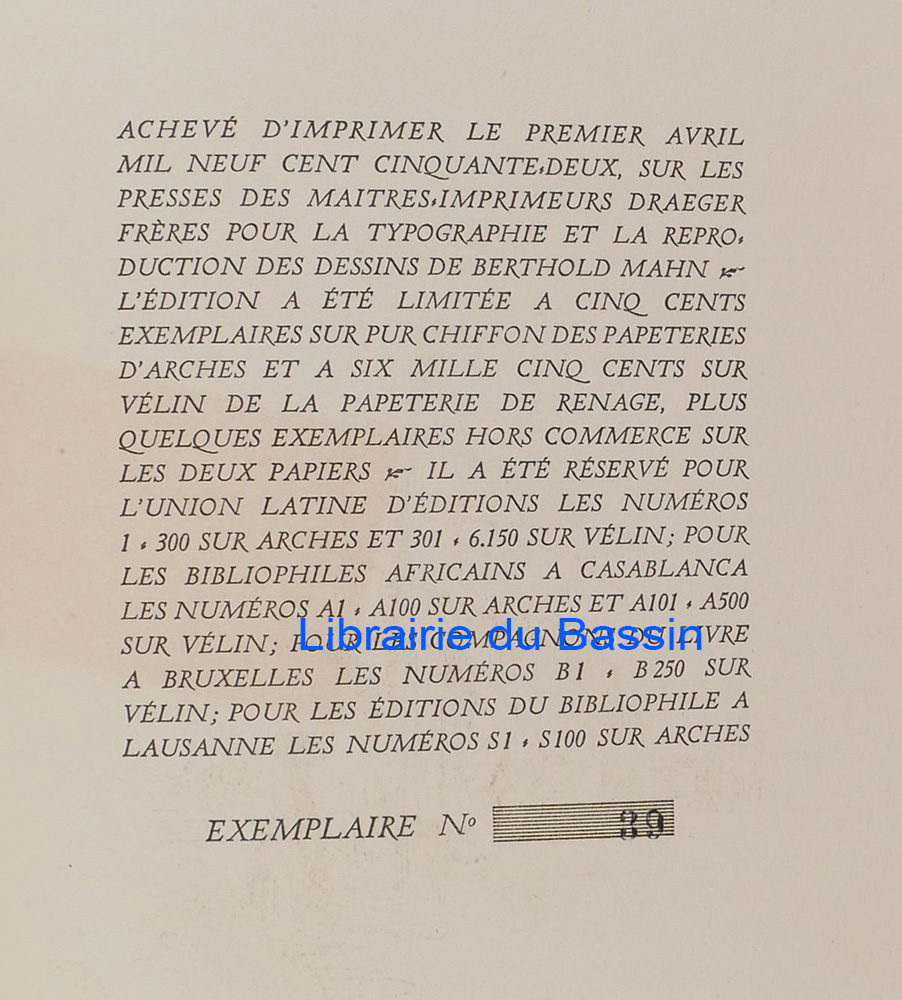 ACHEVÉ D'IMPRIMER LE PREMIER AVRIL
MIL NEUF CENT CINQUANTE-DEUX, SUR LES
PRESSES DES MAITRES-IMPRIMEURS DRAEGER
FRÈRES POUR LA TYPOGRAPHIE ET LA REPRO-
DUCTION DES DESSINS DE BERTHOLD MAHN
L'ÉDITION A ÉTÉ LIMITÉE A CINQ CENTS
EXEMPLAIRES SUR PUR CHIFFON DES PAPETERIES
D'ARCHES ET A SIX MILLE CINQ CENTS SUR
VÉLIN DE LA PAPETERIE DE RENAGE, PLUS
QUELQUES EXEMPLAIRES HORS COMMERCE SUR
LES DEUX PAPIERS IL A ÉTÉ RÉSERVÉ POUR
L'UNION LATINE D'ÉDITIONS LES NUMÉROS
1 - 300 SUR ARCHES ET 301 - 6.150 SUR VÉLIN; POUR
LES BIBLIOPHILES AFRICAINS A CASABLANCA
LES NUMÉROS A1 - A100 SUR ARCHES ET A101 - A500
SUR VÉLIN; POUR LES COMPAGNONS DU LIVRE
Librairie du Bassin
A BRUXELLES LES NUMÉROS B1 - B250 SUR
VÉLIN; POUR LES ÉDITIONS DU BIBLIOPHILE A
LAUSANNE LES NUMÉROS S1 - S100 SUR ARCHES
EXEMPLAIRE Nº 39